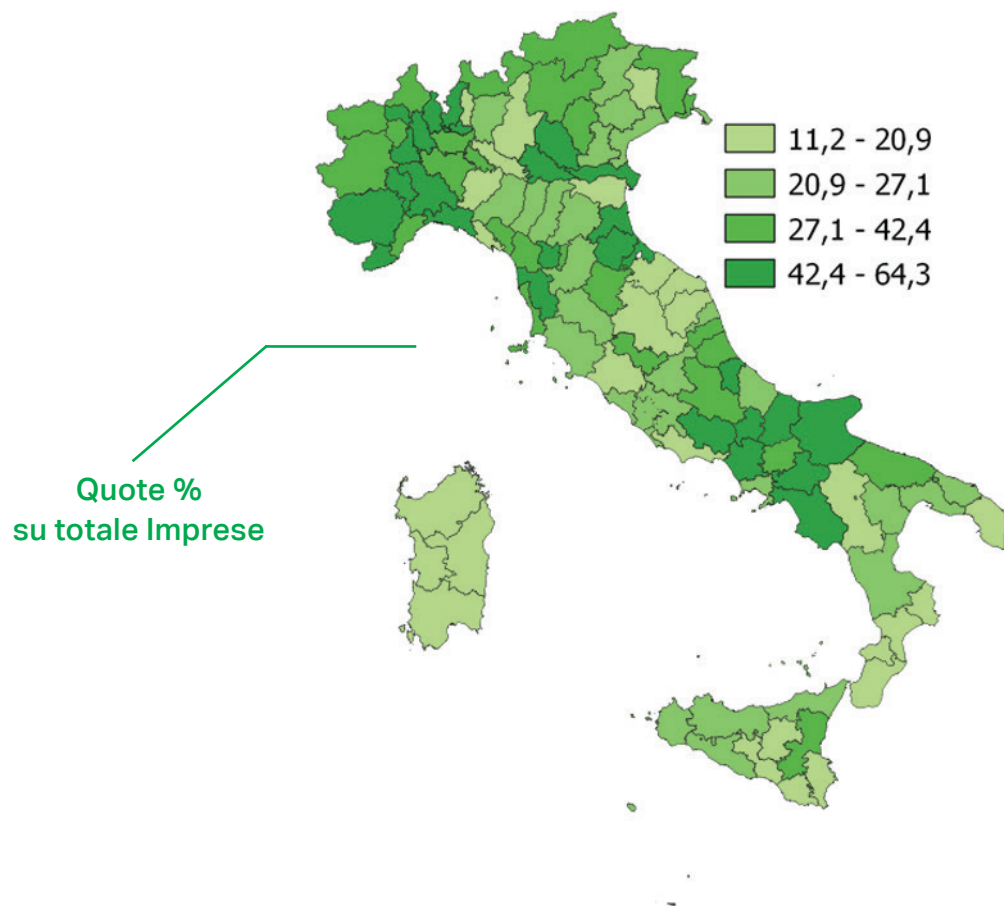 11,2 - 20,9
20,9 - 27,1
27,1 - 42,4
42,4 - 64,3
Quote %
su totale Imprese